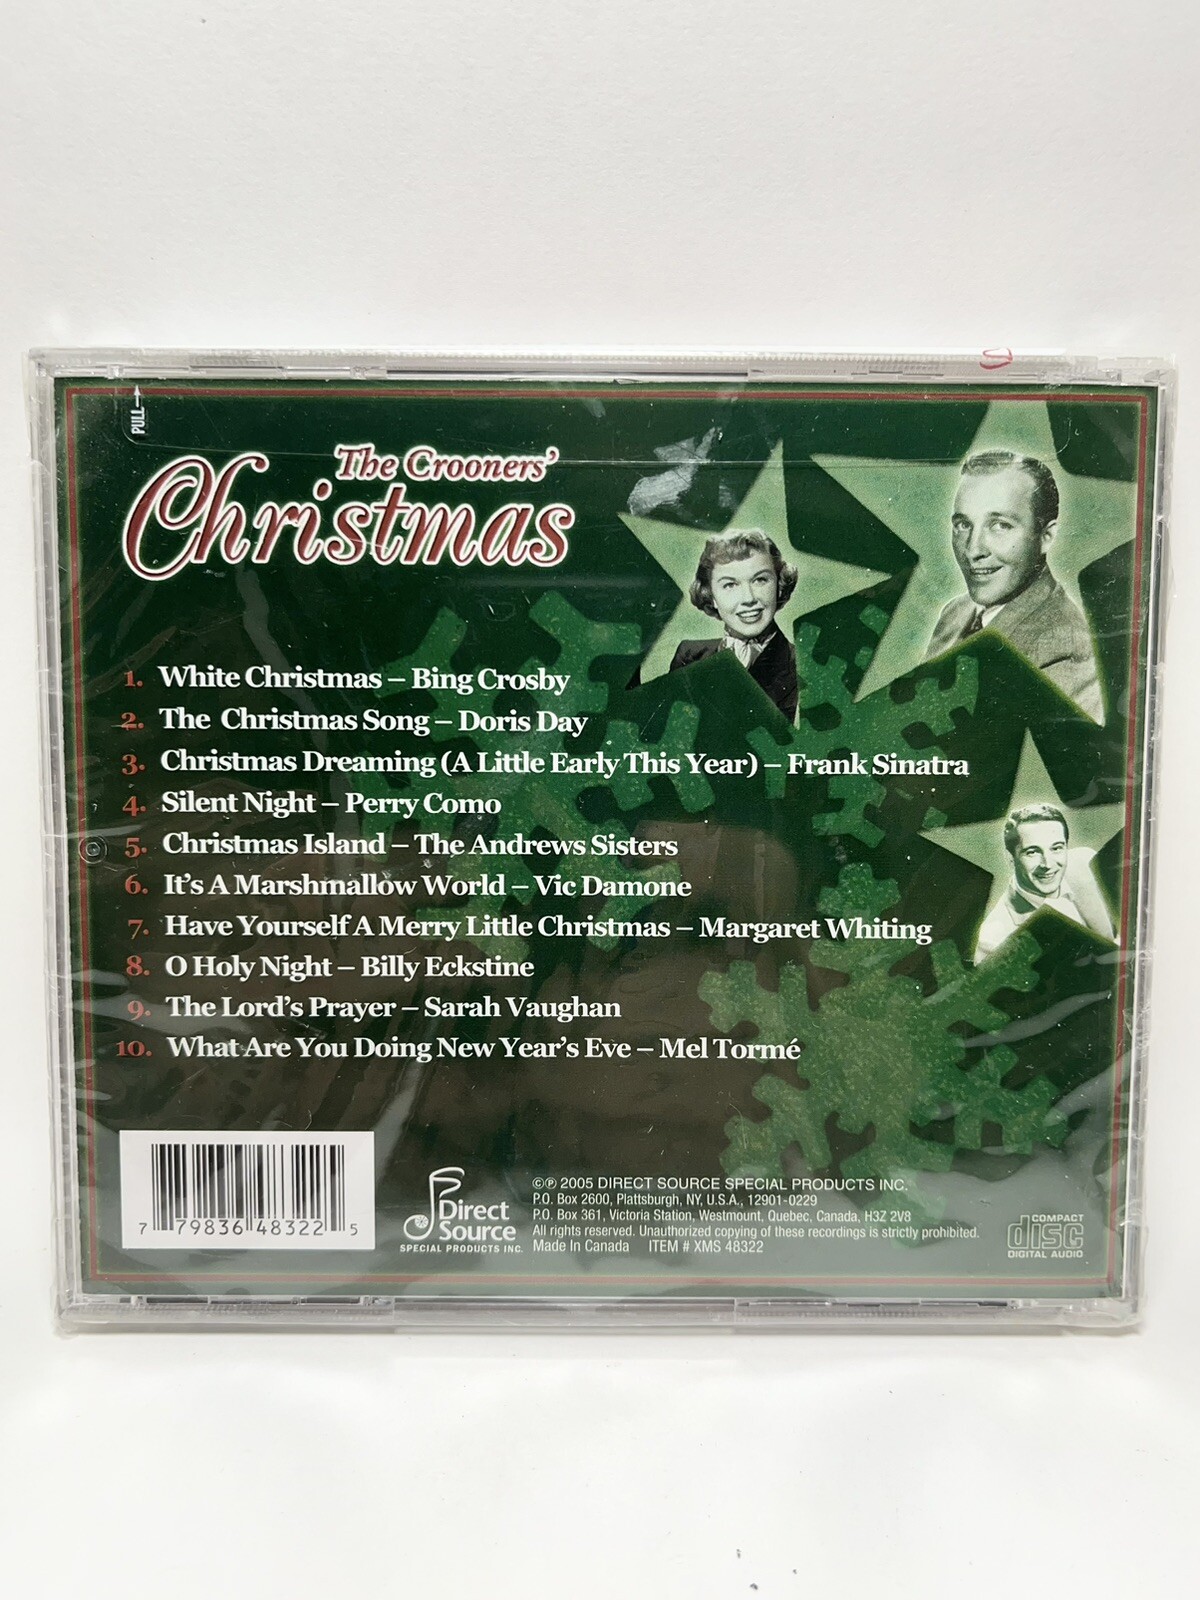 PULL→
The Crooners'
Christmas
1. White Christmas – Bing Crosby
2. The Christmas Song – Doris Day
3. Christmas Dreaming (A Little Early This Year) – Frank Sinatra
4. Silent Night – Perry Como
5. Christmas Island – The Andrews Sisters
6. It's A Marshmallow World – Vic Damone
7. Have Yourself A Merry Little Christmas – Margaret Whiting
8. O Holy Night – Billy Eckstine
9. The Lord's Prayer – Sarah Vaughan
10. What Are You Doing New Year's Eve – Mel Tormé
7 79836 48322 5
Direct
Source
SPECIAL PRODUCTS INC.
©℗ 2005 DIRECT SOURCE SPECIAL PRODUCTS INC.
P.O. Box 2600, Plattsburgh, NY, U.S.A., 12901-0229
P.O. Box 361, Victoria Station, Westmount, Quebec, Canada, H3Z 2V8
All rights reserved. Unauthorized copying of these recordings is strictly prohibited.
Made In Canada ITEM # XMS 48322
COMPACT
disc
DIGITAL AUDIO